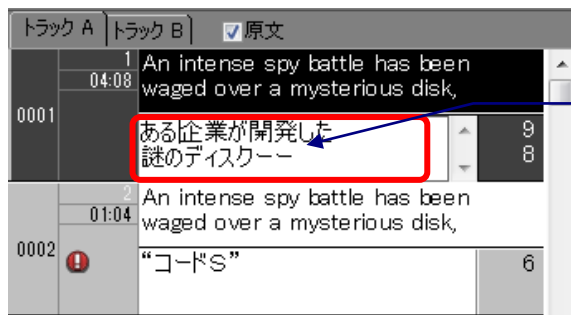 トラック A トラック B 原文
1
04:08
An intense spy battle has been
waged over a mysterious disk,
0001
ある企業が開発した 9
謎のディスクーー 8
2
01:04
An intense spy battle has been
waged over a mysterious disk,
0002
“コードS” 6